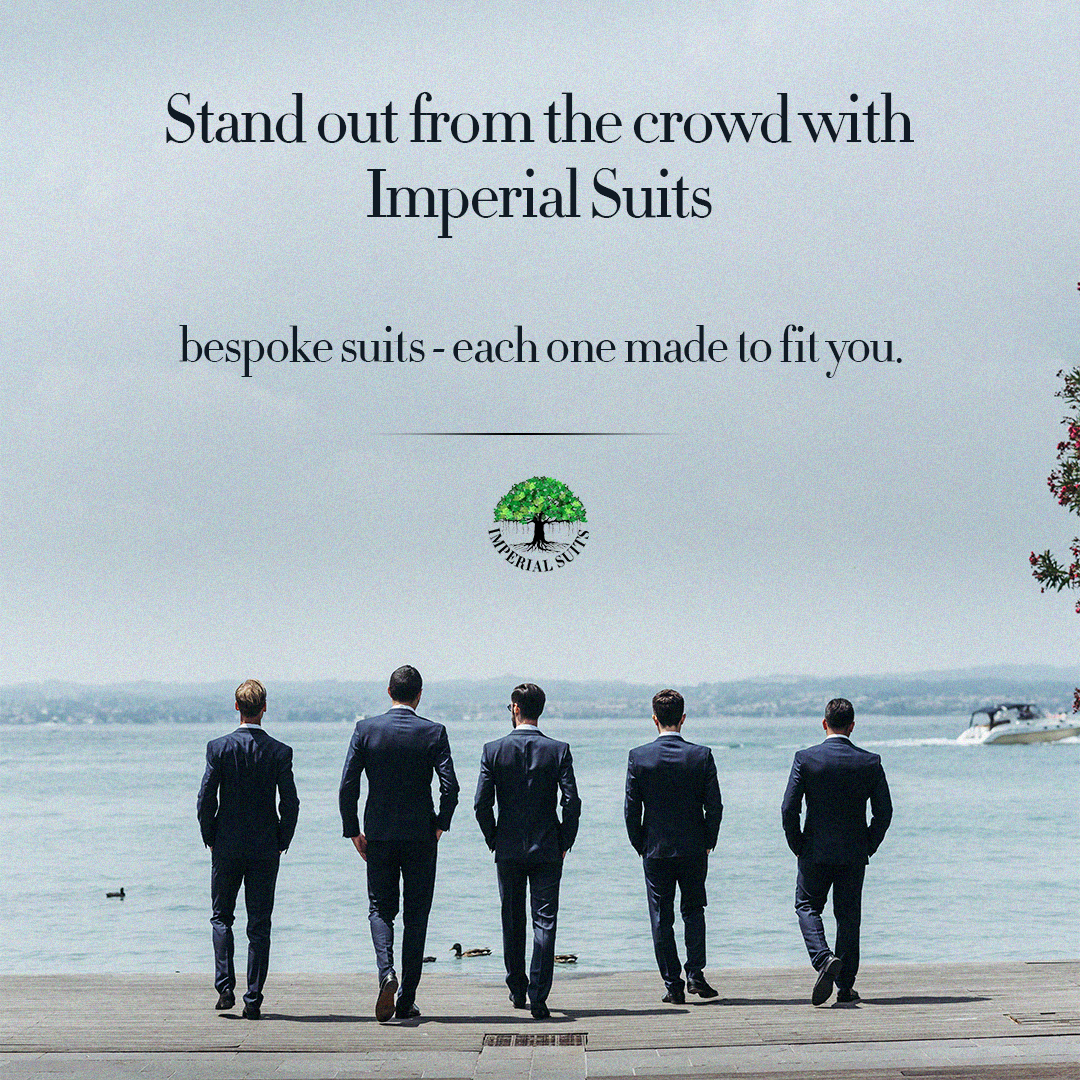 Stand out from the crowd with
Imperial Suits
bespoke suits - each one made to fit you.
IMPERIAL SUITS